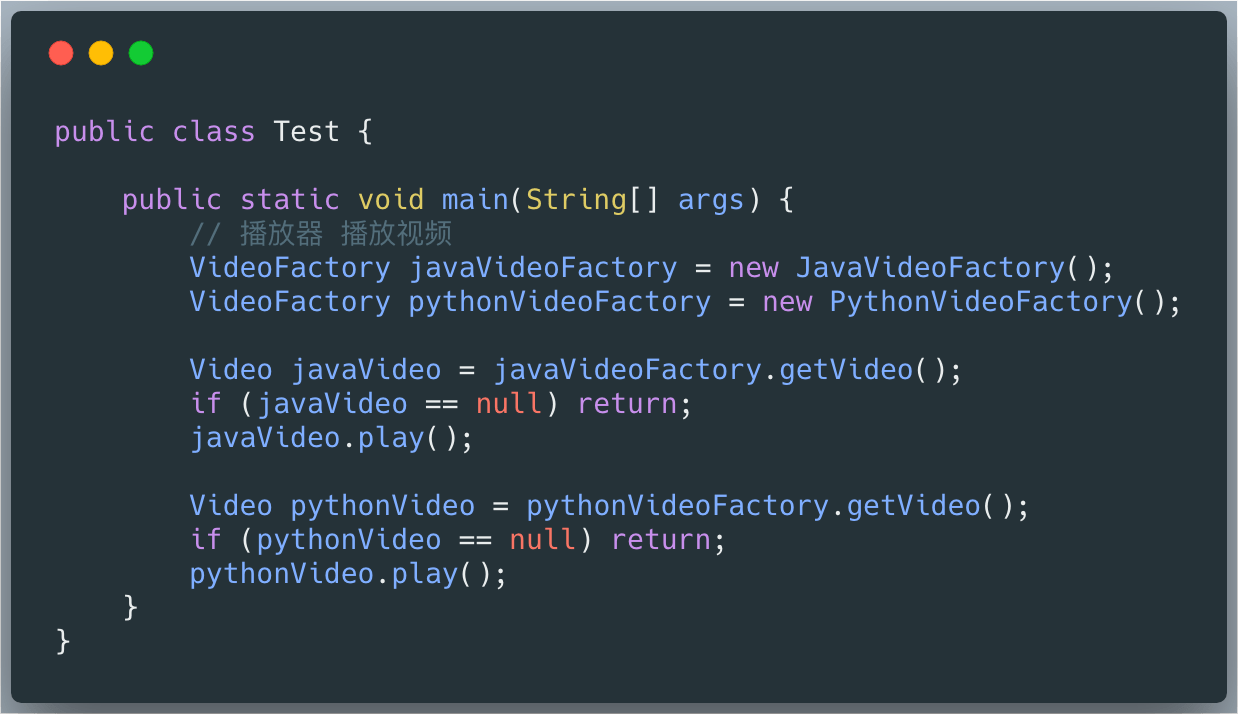 public class Test {
public static void main(String[] args) {
// 播放器 播放视频
VideoFactory javaVideoFactory = new JavaVideoFactory();
VideoFactory pythonVideoFactory = new PythonVideoFactory();
Video javaVideo = javaVideoFactory.getVideo();
if (javaVideo == null) return;
javaVideo.play();
Video pythonVideo = pythonVideoFactory.getVideo();
if (pythonVideo == null) return;
pythonVideo.play();
}
}